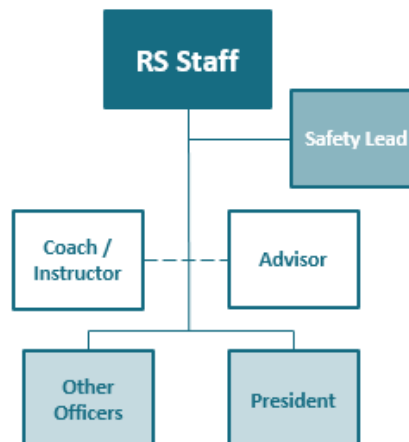 RS Staff
Safety Lead
Coach /
Instructor
Advisor
Other
Officers
President